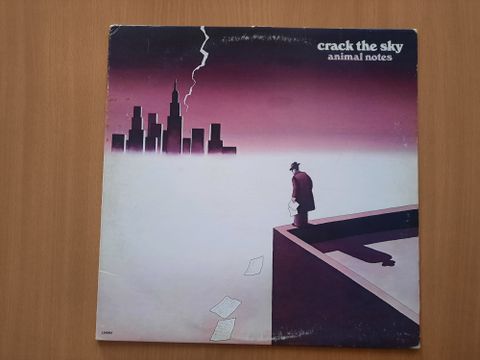 crack the sky
animal notes